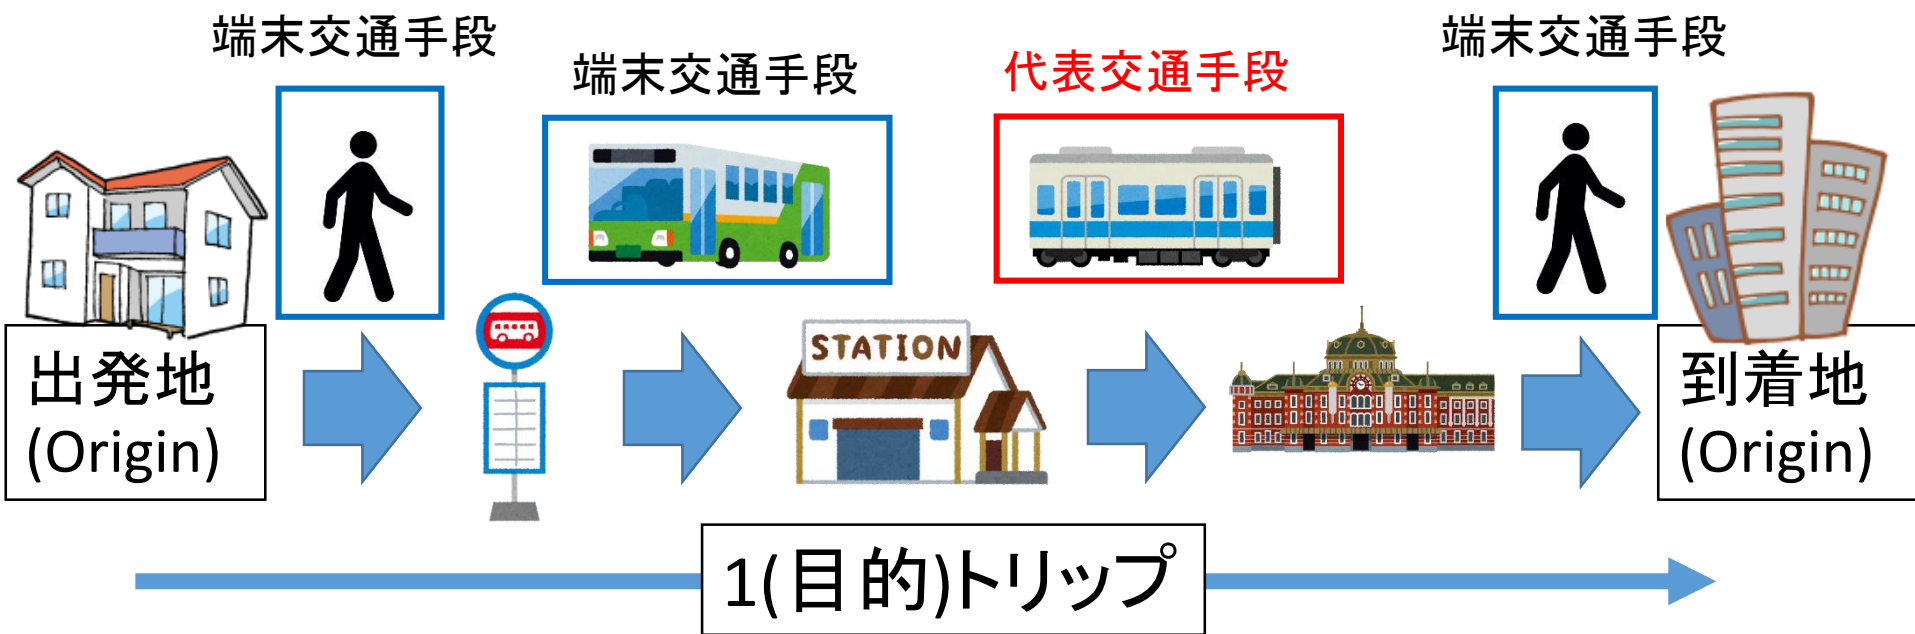 端末交通手段
端末交通手段
代表交通手段
端末交通手段
出発地
(Origin)
STATION
到着地
(Origin)
1(目的)トリップ